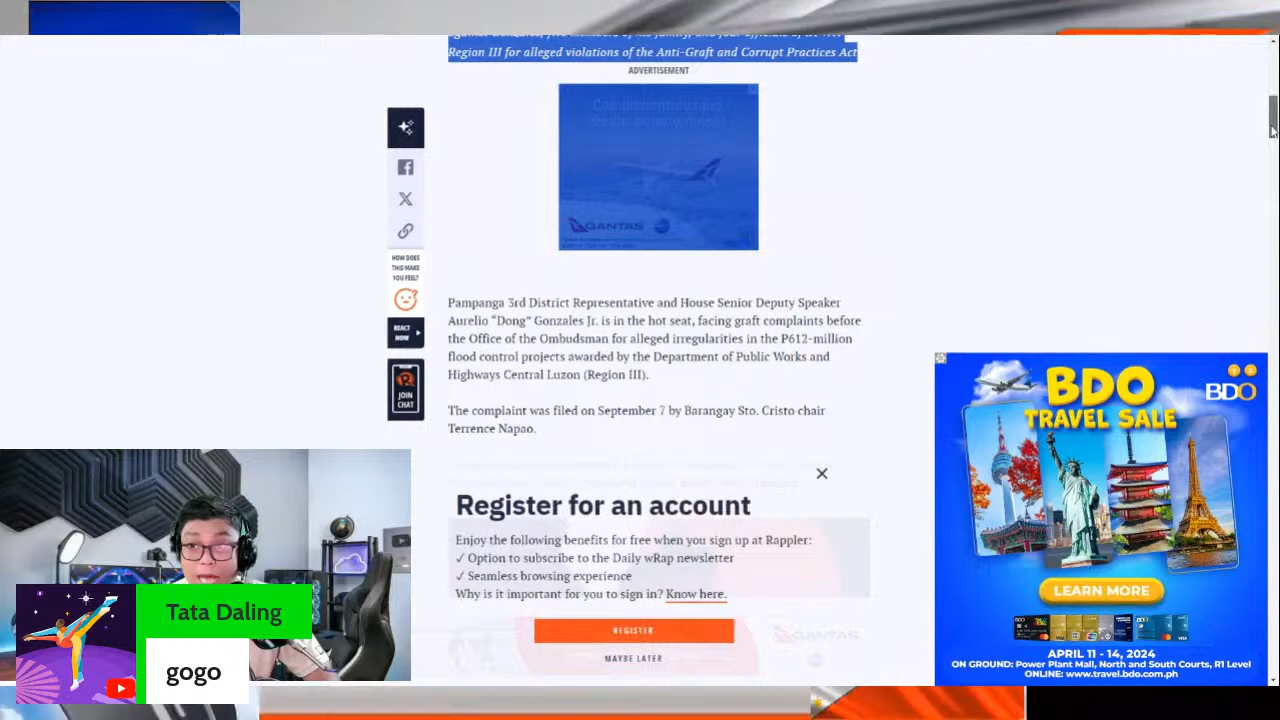 Region III for alleged violations of the Anti-Graft and Corrupt Practices Act
ADVERTISEMENT
QANTAS
HOW DOES
THIS MAKE
YOU FEEL?
REACT
NOW
JOIN
CHAT
Pampanga 3rd District Representative and House Senior Deputy Speaker
Aurelio “Dong” Gonzales Jr. is in the hot seat, facing graft complaints before
the Office of the Ombudsman for alleged irregularities in the P612-million
flood control projects awarded by the Department of Public Works and
Highways Central Luzon (Region III).
The complaint was filed on September 7 by Barangay Sto. Cristo chair
Terrence Napao.
Register for an account
Enjoy the following benefits for free when you sign up at Rappler:
✓ Option to subscribe to the Daily wRap newsletter
✓ Seamless browsing experience
Why is it important for you to sign in? Know here.
REGISTER
MAYBE LATER
QANTAS
BDO
BDO
TRAVEL SALE
LEARN MORE
APRIL 11 - 14, 2024
ON GROUND: Power Plant Mall, North and South Courts, R1 Level
ONLINE: www.travel.bdo.com.ph
Tata Daling
gogo